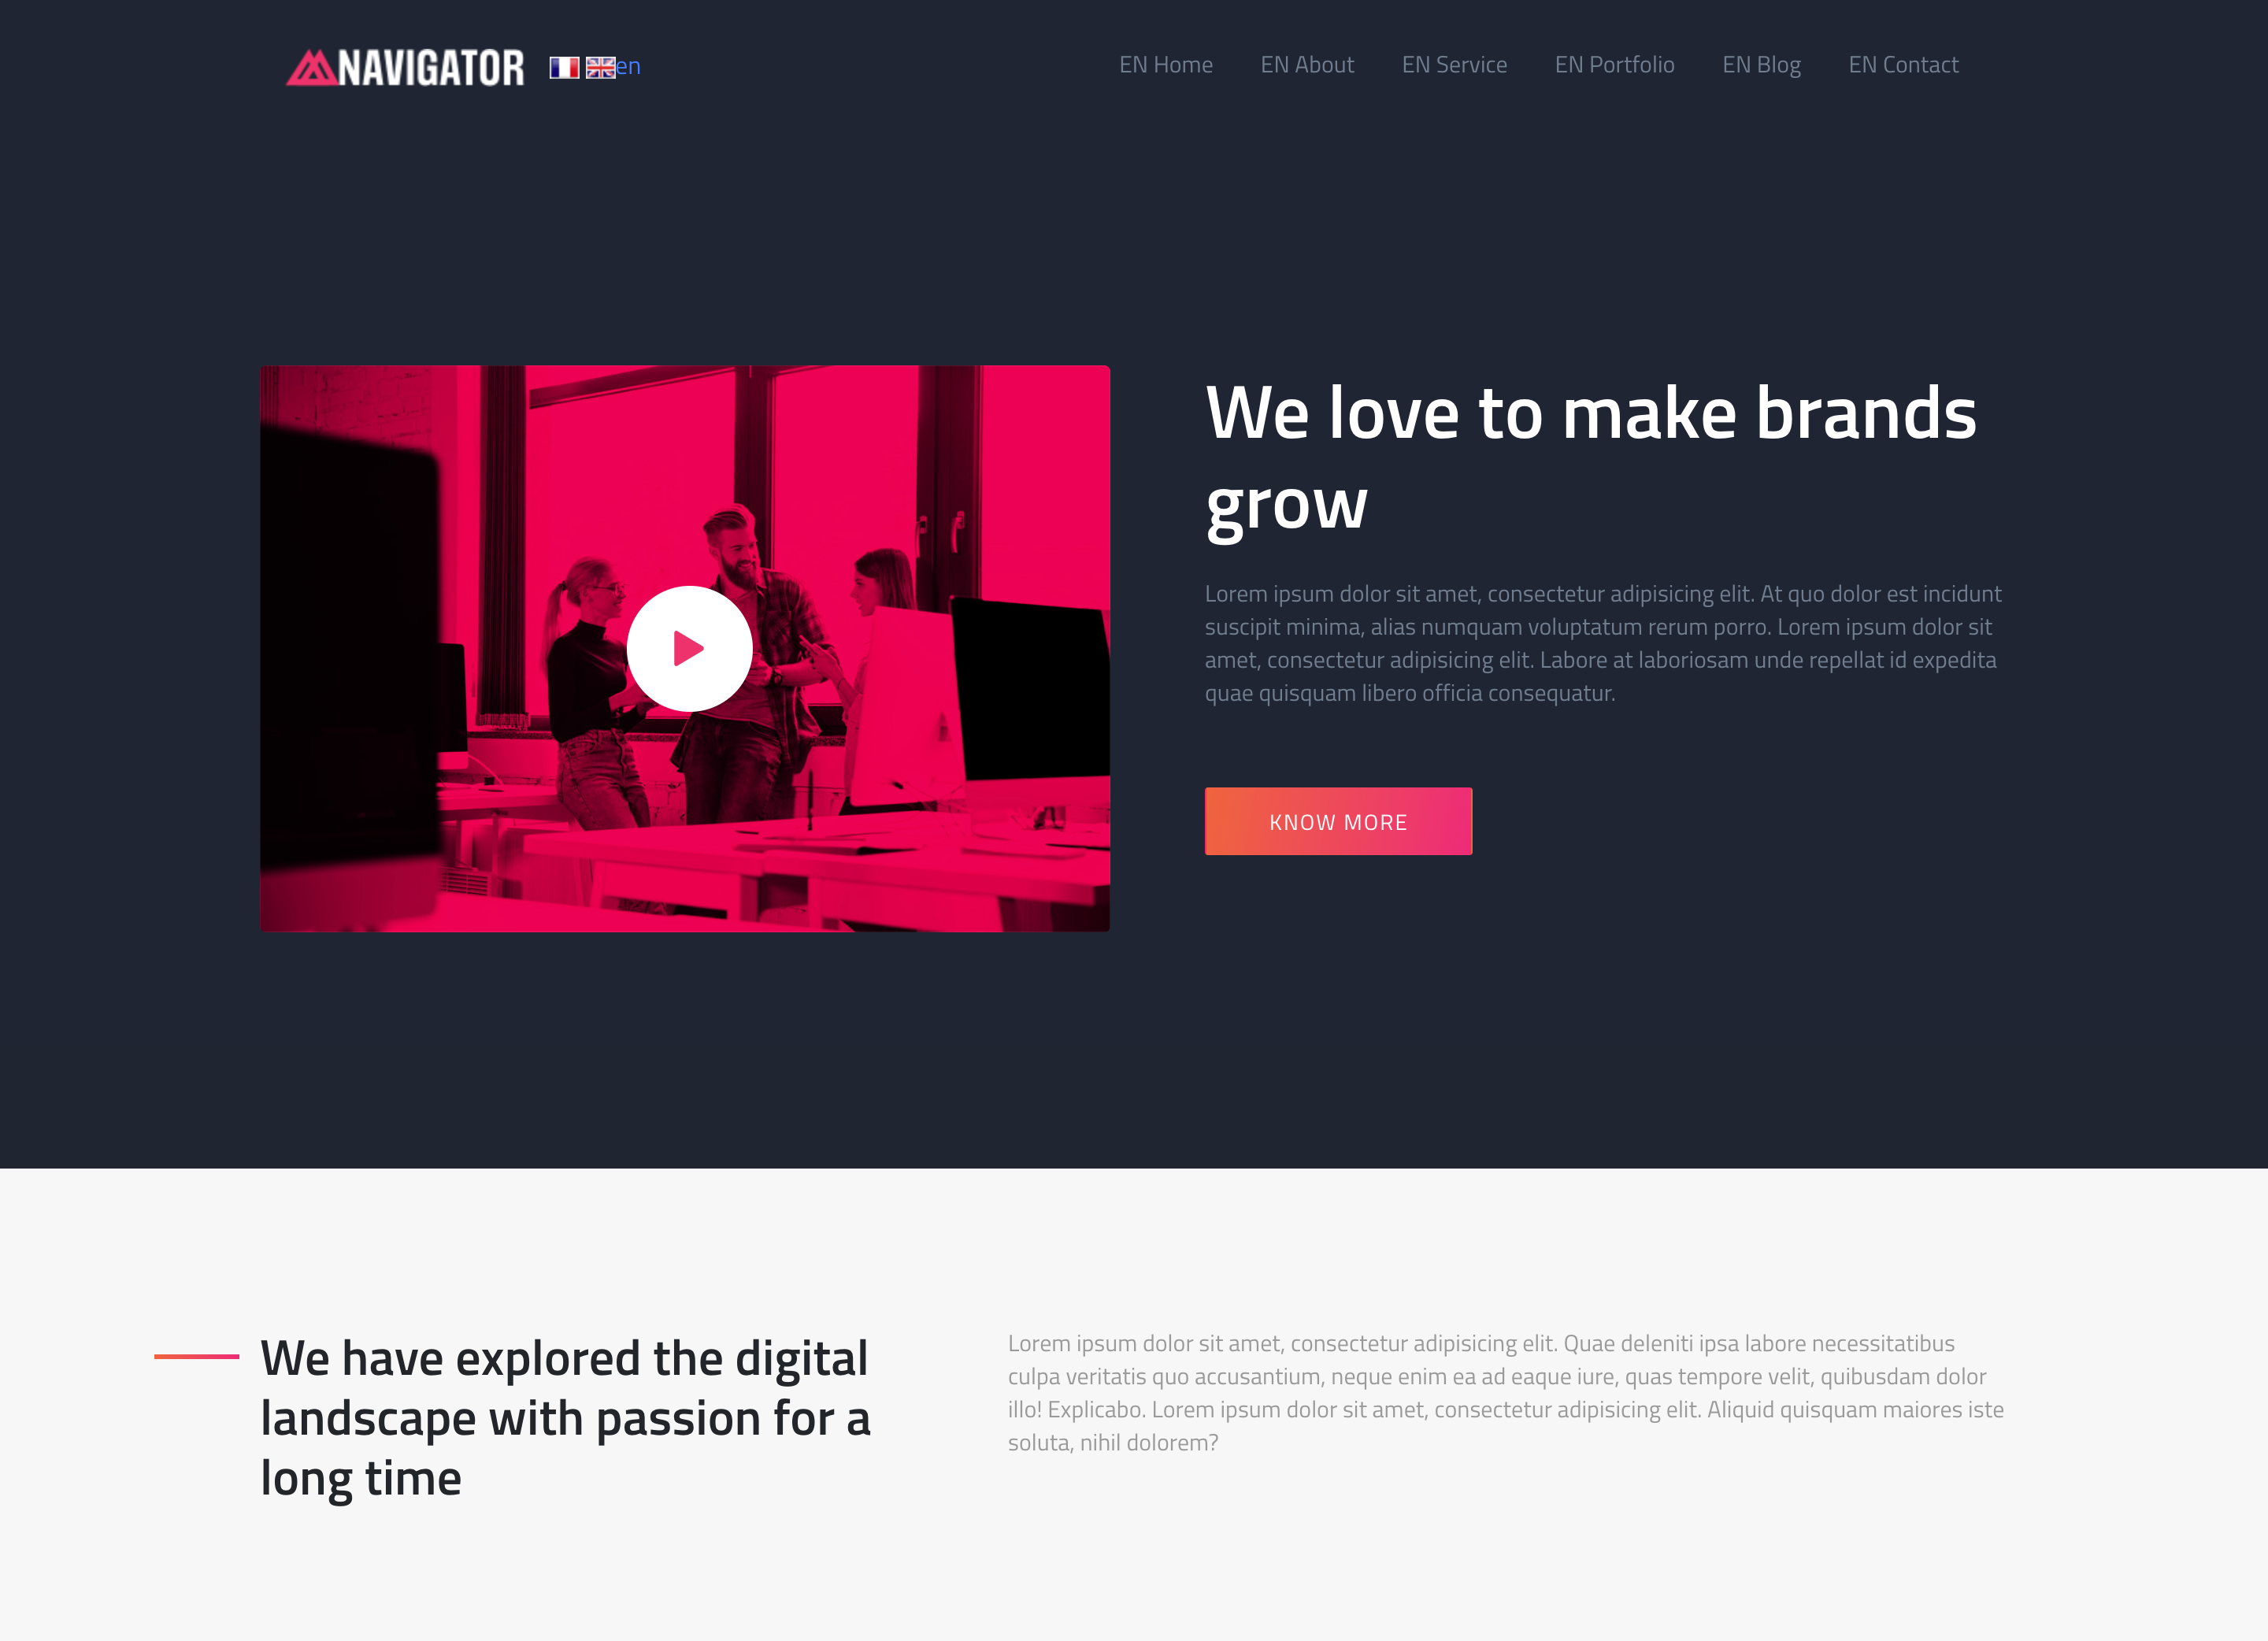 NAVIGATOR
en
EN Home
EN About
EN Service
EN Portfolio
EN Blog
EN Contact
We love to make brands
grow
Lorem ipsum dolor sit amet, consectetur adipisicing elit. At quo dolor est incidunt
suscipit minima, alias numquam voluptatum rerum porro. Lorem ipsum dolor sit
amet, consectetur adipisicing elit. Labore at laboriosam unde repellat id expedita
quae quisquam libero officia consequatur.
KNOW MORE
We have explored the digital
landscape with passion for a
long time
Lorem ipsum dolor sit amet, consectetur adipisicing elit. Quae deleniti ipsa labore necessitatibus
culpa veritatis quo accusantium, neque enim ea ad eaque iure, quas tempore velit, quibusdam dolor
illo! Explicabo. Lorem ipsum dolor sit amet, consectetur adipisicing elit. Aliquid quisquam maiores iste
soluta, nihil dolorem?